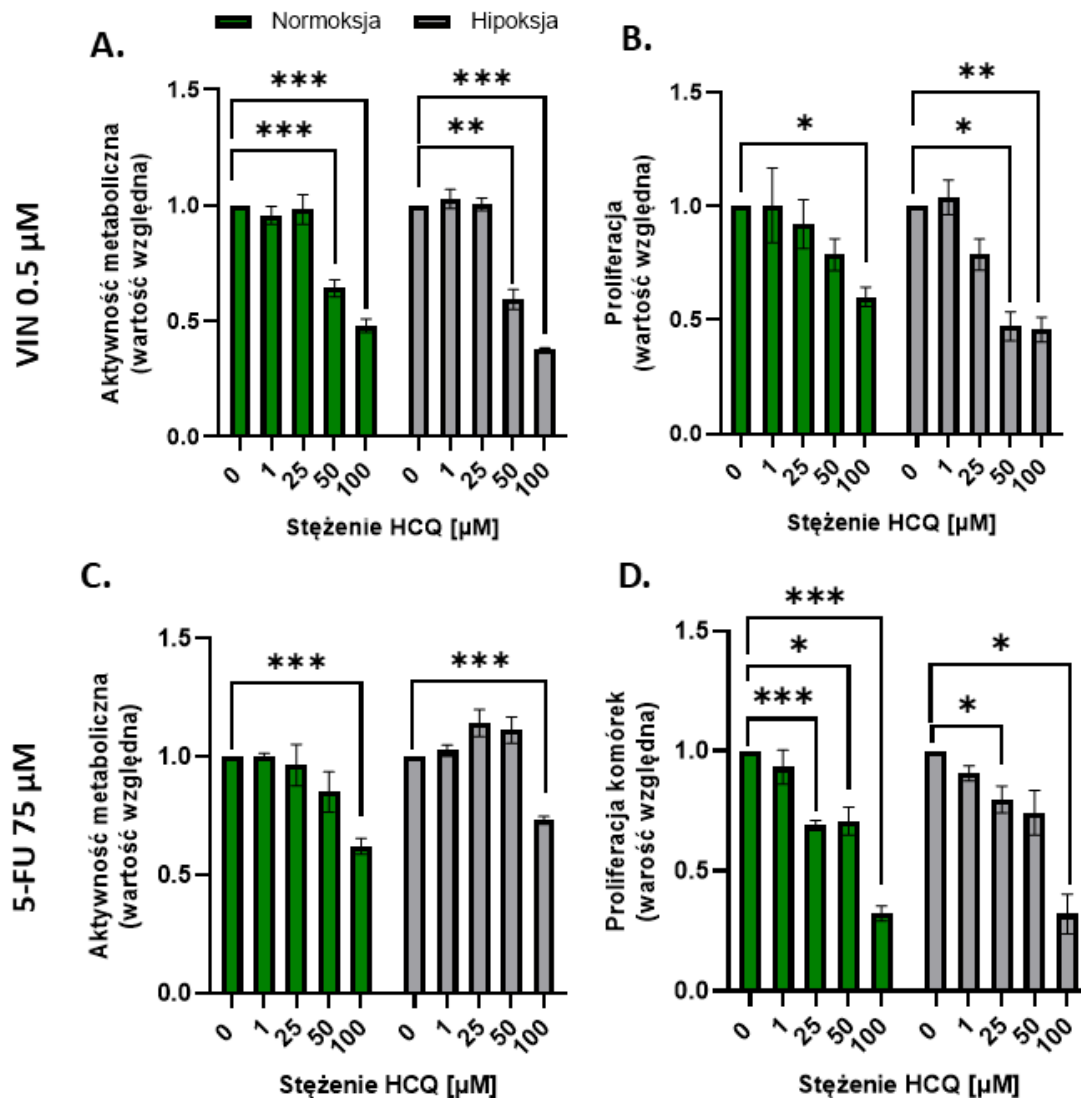 Normoksja Hipoksja
A.
*** ***
*** **
1.5
1.0
0.5
0.0
Aktywność metaboliczna
(wartość względna)
0 1 25 50 100 0 1 25 50 100
Stężenie HCQ [µM]
VIN 0.5 µM
B.
**
* *
1.5
1.0
0.5
0.0
Proliferacja
(wartość względna)
0 1 25 50 100 0 1 25 50 100
Stężenie HCQ [µM]
C.
*** ***
1.5
1.0
0.5
0.0
Aktywność metaboliczna
(wartość względna)
0 1 25 50 100 0 1 25 50 100
Stężenie HCQ [µM]
5-FU 75 µM
D.
***
* *
*** *
1.5
1.0
0.5
0.0
Proliferacja komórek
(warość względna)
0 1 25 50 100 0 1 25 50 100
Stężenie HCQ [µM]